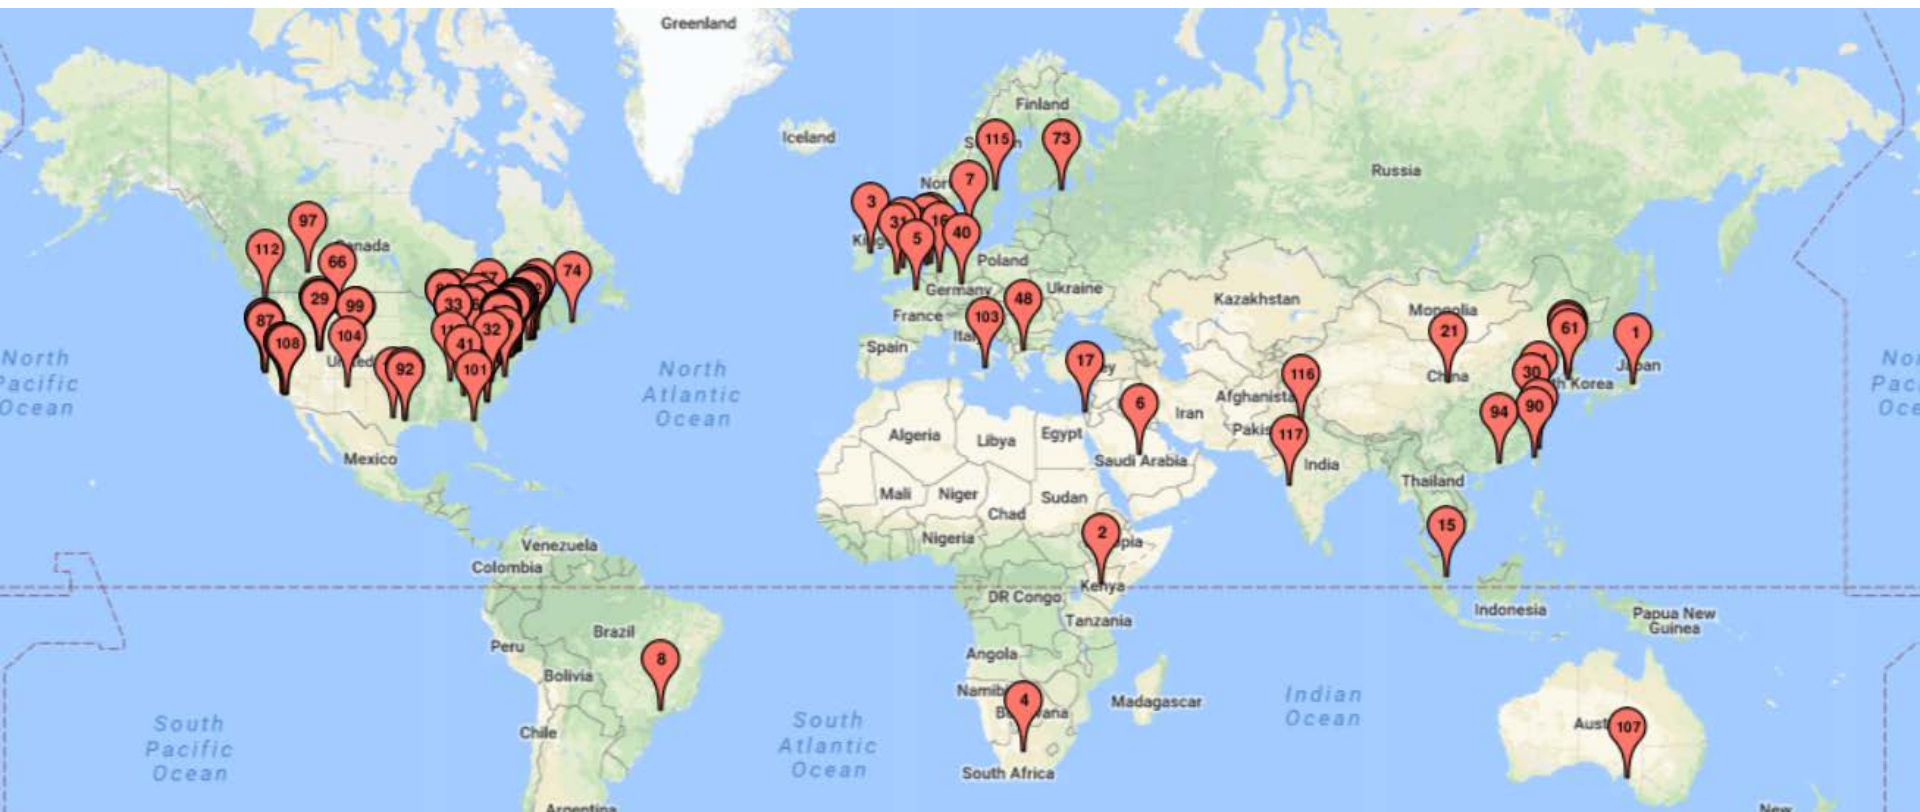 Greenland
Iceland
Finland
Russia
115
73
7
3
31
16
5
40
Poland
Germany
Ukraine
France
48
103
Spain
17
6
Kazakhstan
Mongolia
21
China
61
1
Japan
30
94
90
116
Afghanista
117
India
Iran
Thailand
15
97
112
Canada
66
74
29
99
87
108
104
33
32
41
92
101
Mexico
North
Pacific
Ocean
North
Atlantic
Ocean
Algeria
Libya
Egypt
Saudi Arabia
Mali
Niger
Chad
Sudan
Nigeria
2
Kenya
DR Congo
Tanzania
Angola
4
Madagascar
South Africa
Venezuela
Colombia
Brazil
Peru
8
Bolivia
Chile
Argentina
South
Pacific
Ocean
South
Atlantic
Ocean
Indian
Ocean
Indonesia
Papua New
Guinea
107
New